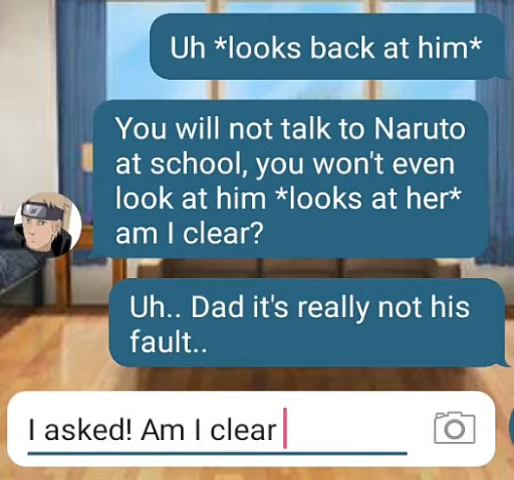 Uh *looks back at him*
You will not talk to Naruto
at school, you won't even
look at him *looks at her*
am I clear?
Uh.. Dad it's really not his
fault..
I asked! Am I clear